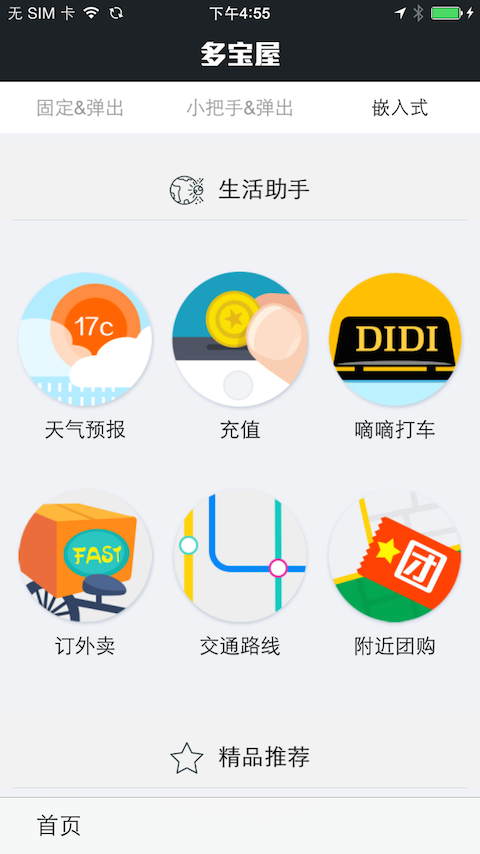 无 SIM 卡 下午4:55
多宝屋
固定&弹出 小把手&弹出 嵌入式
生活助手
17c DIDI
天气预报 充值 嘀嘀打车
FAST 团
订外卖 交通路线 附近团购
精品推荐
首页